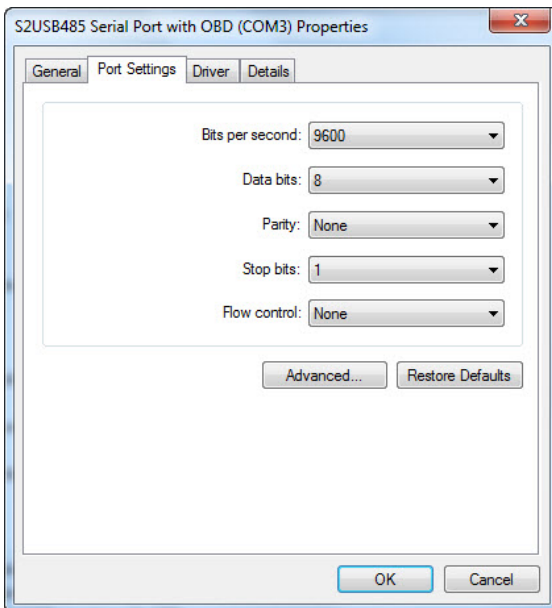 S2USB485 Serial Port with OBD (COM3) Properties
General Port Settings Driver Details
Bits per second: 9600
Data bits: 8
Parity: None
Stop bits: 1
Flow control: None
Advanced... Restore Defaults
OK Cancel